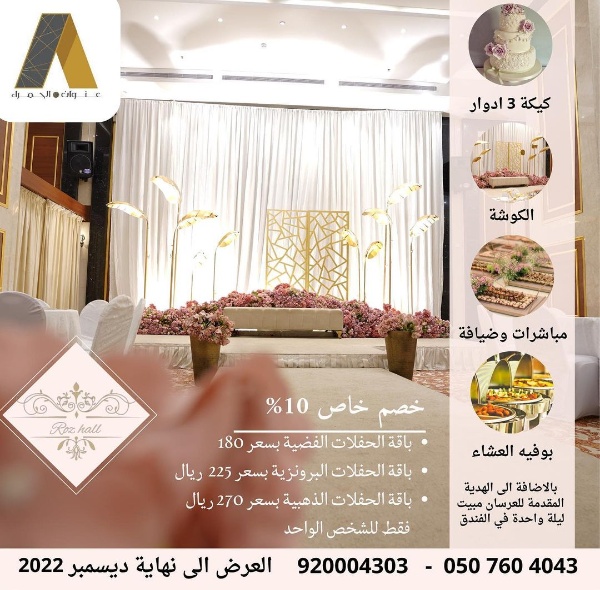 عنوان الحمراء
كيكة 3 ادوار
الكوشة
مباشرات وضيافة
بوفيه العشاء
بالاضافة الى الهدية
المقدمة للعرسان مبيت
ليلة واحدة في الفندق
Roz hall
خصم خاص 10%
• باقة الحفلات الفضية بسعر 180
• باقة الحفلات البرونزية بسعر 225 ريال
• باقة الحفلات الذهبية بسعر 270 ريال
فقط للشخص الواحد
العرض الى نهاية ديسمبر 2022
920004303 - 050 760 4043